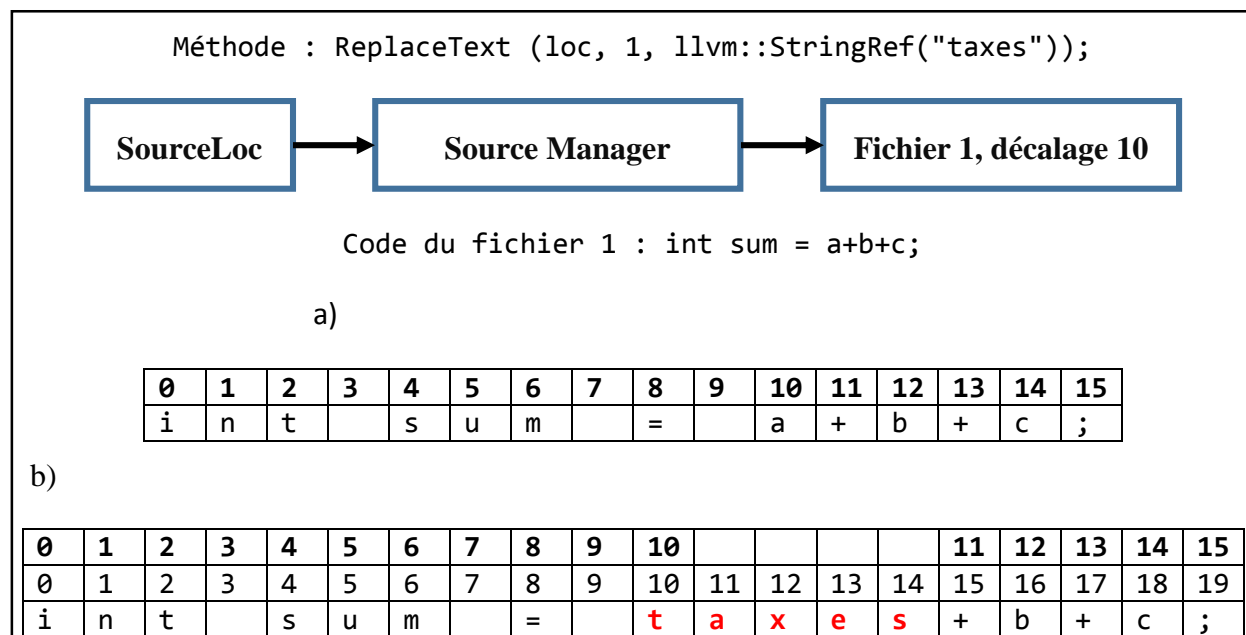 Méthode : ReplaceText (loc, 1, llvm::StringRef("taxes"));
SourceLoc Source Manager Fichier 1, décalage 10
Code du fichier 1 : int sum = a+b+c;
a)
0 1 2 3 4 5 6 7 8 9 10 11 12 13 14 15
i n t s u m = a + b + c ;
b)
0 1 2 3 4 5 6 7 8 9 10 11 12 13 14 15
0 1 2 3 4 5 6 7 8 9 10 11 12 13 14 15 16 17 18 19
i n t s u m = t a x e s + b + c ;